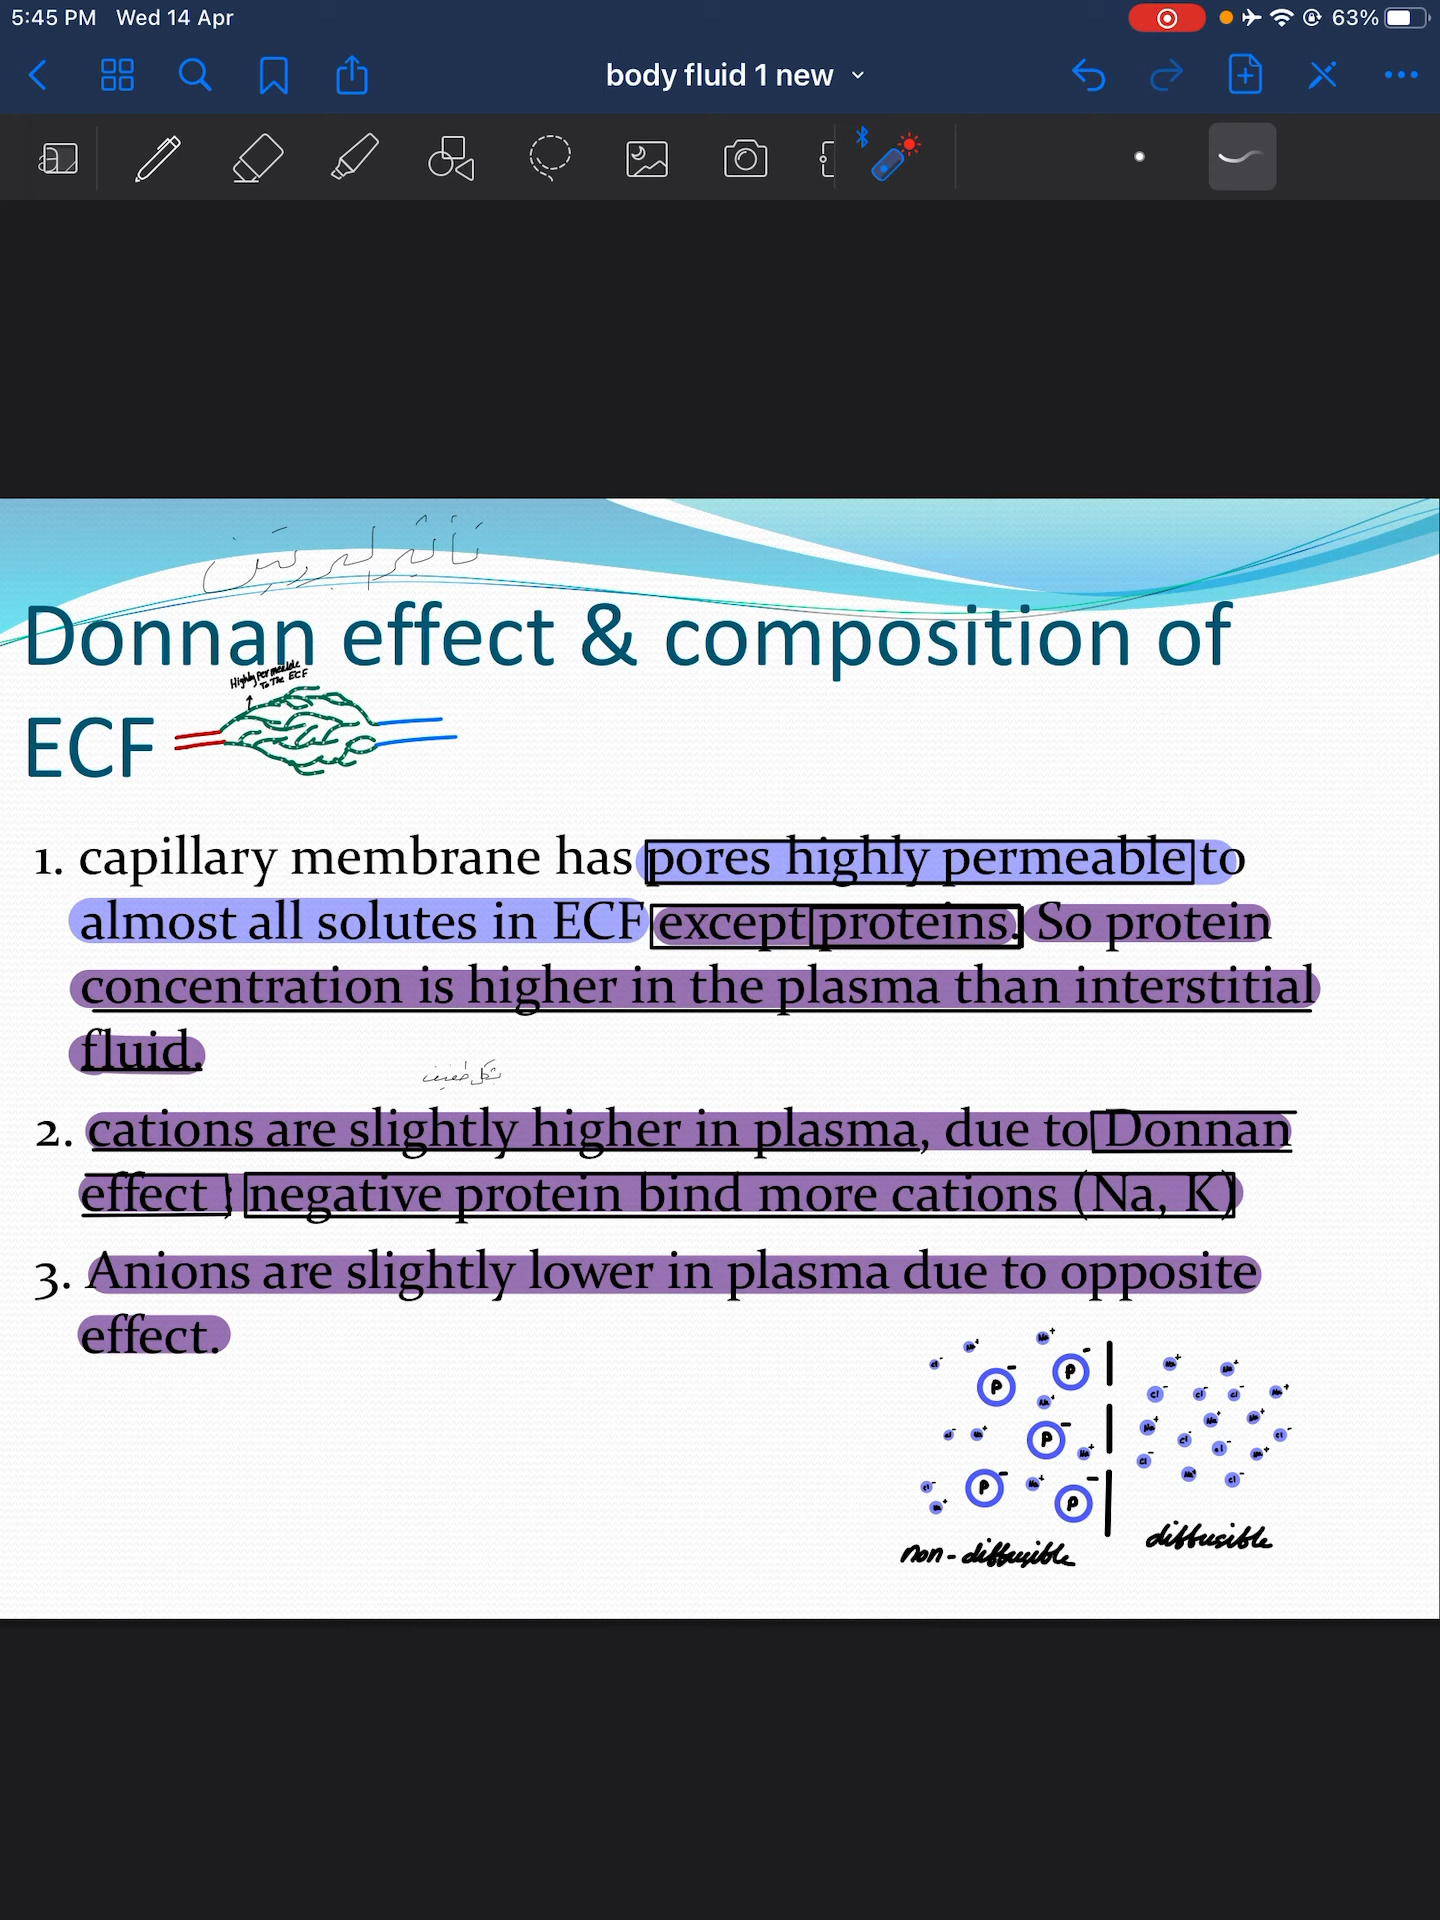 5:45 PM Wed 14 Apr 63%
body fluid 1 new
تأثير البروتين
Donnan effect & composition of
Highly permeable
To The ECF
ECF
1. capillary membrane has pores highly permeable to
almost all solutes in ECF except proteins. So protein
concentration is higher in the plasma than interstitial
fluid.
بشكل طفيف
2. cations are slightly higher in plasma, due to Donnan
effect ; negative protein bind more cations (Na, K)
3. Anions are slightly lower in plasma due to opposite
effect.
P⁻ P⁻
P⁻
P⁻ P⁻
non-diffusible
diffusible